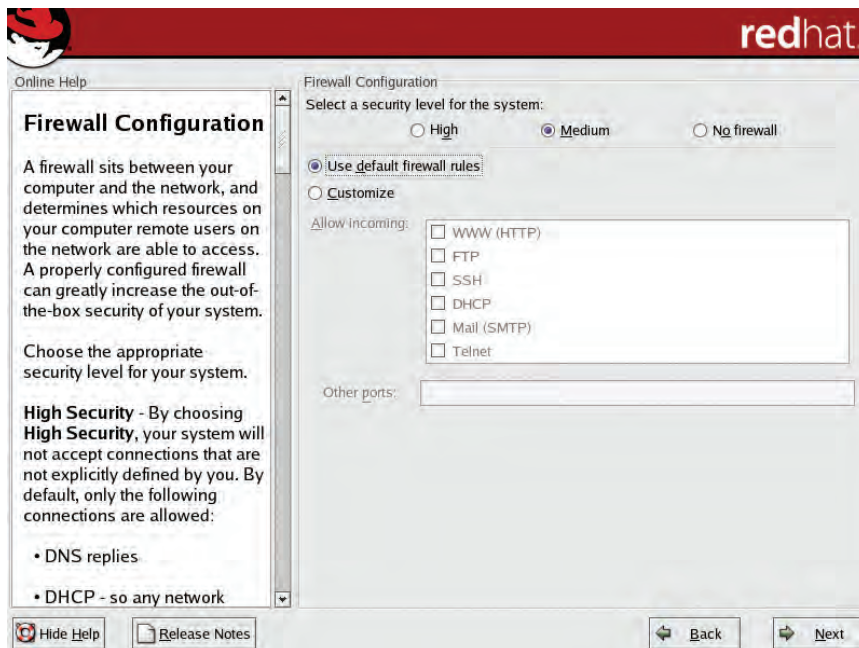 redhat.
Online Help
Firewall Configuration
A firewall sits between your
computer and the network, and
determines which resources on
your computer remote users on
the network are able to access.
A properly configured firewall
can greatly increase the out-of-
the-box security of your system.
Choose the appropriate
security level for your system.
High Security - By choosing
High Security, your system will
not accept connections that are
not explicitly defined by you. By
default, only the following
connections are allowed:
• DNS replies
• DHCP - so any network
Firewall Configuration
Select a security level for the system:
High Medium No firewall
Use default firewall rules
Customize
Allow incoming:
WWW (HTTP)
FTP
SSH
DHCP
Mail (SMTP)
Telnet
Other ports:
Hide Help Release Notes Back Next